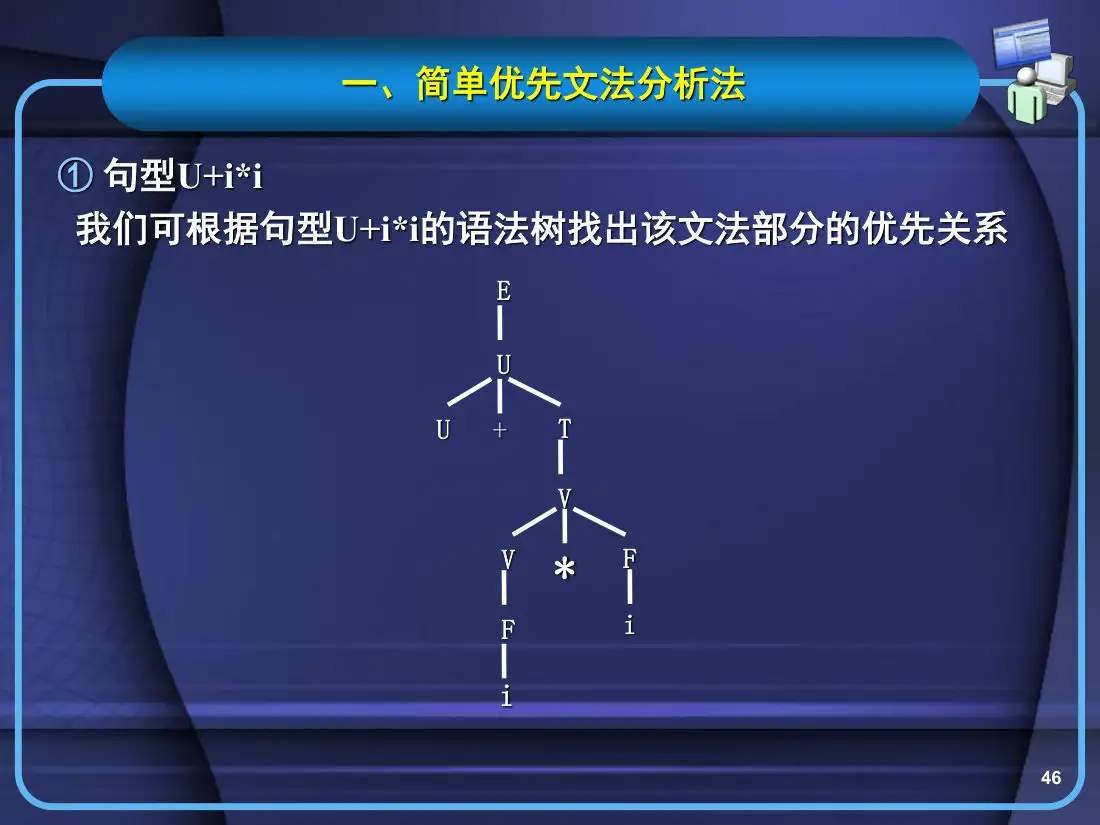 一、简单优先文法分析法
① 句型U+i*i
我们可根据句型U+i*i的语法树找出该文法部分的优先关系
E
U
U + T
V
V * F
F i
i
46